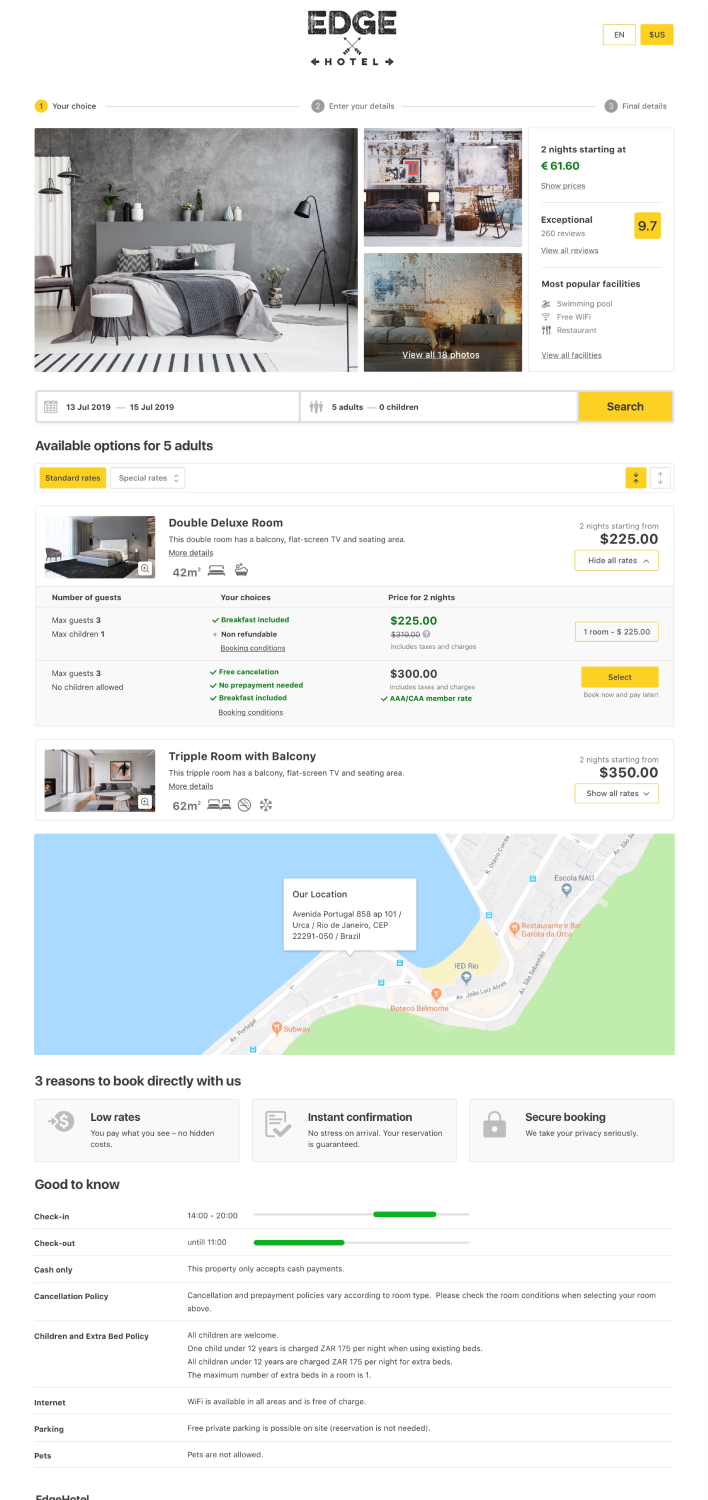 EDGE
HOTEL
EN
$US
1 Your choice
2 Enter your details
3 Final details
2 nights starting at
€ 61.60
Show prices
Exceptional
260 reviews
9.7
View all reviews
Most popular facilities
Swimming pool
Free WiFi
Restaurant
View all facilities
View all 18 photos
13 Jul 2019 — 15 Jul 2019
5 adults — 0 children
Search
Available options for 5 adults
Standard rates
Special rates
Double Deluxe Room
This double room has a balcony, flat-screen TV and seating area.
More details
42m²
2 nights starting from
$225.00
Hide all rates
Number of guests
Your choices
Price for 2 nights
Max guests 3
Max children 1
Breakfast included
Non refundable
Booking conditions
$225.00
$319.00 ?
includes taxes and charges
1 room - $ 225.00
Max guests 3
No children allowed
Free cancelation
No prepayment needed
Breakfast included
Booking conditions
$300.00
includes taxes and charges
AAA/CAA member rate
Select
Book now and pay later!
Tripple Room with Balcony
This tripple room has a balcony, flat-screen TV and seating area.
More details
62m²
2 nights starting from
$350.00
Show all rates
Our Location
Avenida Portugal 858 ap 101 /
Urca / Rio de Janeiro, CEP
22291-050 / Brazil
R. Otávio Corrêa
Escola NAU
Restaurante e Bar
Garota da Urca
IED Rio
Av. São Sebastião
Av. João Luiz Alves
Boteco Belmonte
Av. Portugal
Subway
3 reasons to book directly with us
Low rates
You pay what you see – no hidden
costs.
Instant confirmation
No stress on arrival. Your reservation
is guaranteed.
Secure booking
We take your privacy seriously.
Good to know
Check-in
14:00 - 20:00
Check-out
untill 11:00
Cash only
This property only accepts cash payments.
Cancellation Policy
Cancellation and prepayment policies vary according to room type. Please check the room conditions when selecting your room
above.
Children and Extra Bed Policy
All children are welcome.
One child under 12 years is charged ZAR 175 per night when using existing beds.
All children under 12 years are charged ZAR 175 per night for extra beds.
The maximum number of extra beds in a room is 1.
Internet
WiFi is available in all areas and is free of charge.
Parking
Free private parking is possible on site (reservation is not needed).
Pets
Pets are not allowed.
EdgeHotel